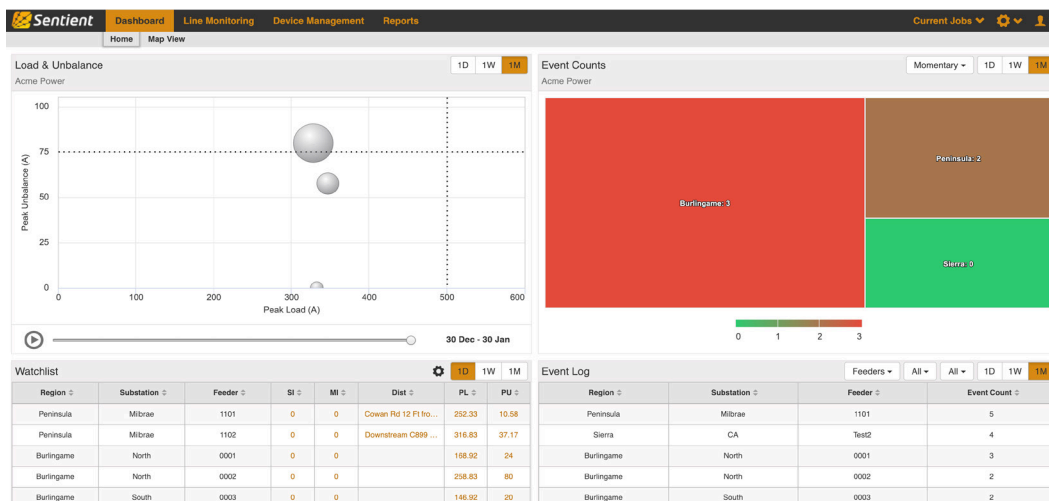 Sentient Dashboard Line Monitoring Device Management Reports Current Jobs
Home Map View
Load & Unbalance 1D 1W 1M
Acme Power
100
75
50
25
0
Peak Unbalance (A)
0 100 200 300 400 500 600
Peak Load (A)
30 Dec - 30 Jan
Event Counts Momentary 1D 1W 1M
Acme Power
Burlingame: 3
Peninsula: 2
Sierra: 0
0 1 2 3
Watchlist 1D 1W 1M
Region Substation Feeder SI MI Dist PL PU
Peninsula Milbrae 1101 0 0 Cowan Rd 12 Ft fro... 252.33 10.58
Peninsula Milbrae 1102 0 0 Downstream C899 ... 316.83 37.17
Burlingame North 0001 0 0 168.92 24
Burlingame North 0002 0 0 258.83 80
Burlingame South 0003 0 0 146.92 20
Event Log Feeders All All 1D 1W 1M
Region Substation Feeder Event Count
Peninsula Milbrae 1101 5
Sierra CA Test2 4
Burlingame North 0001 3
Burlingame North 0002 2
Burlingame South 0003 2